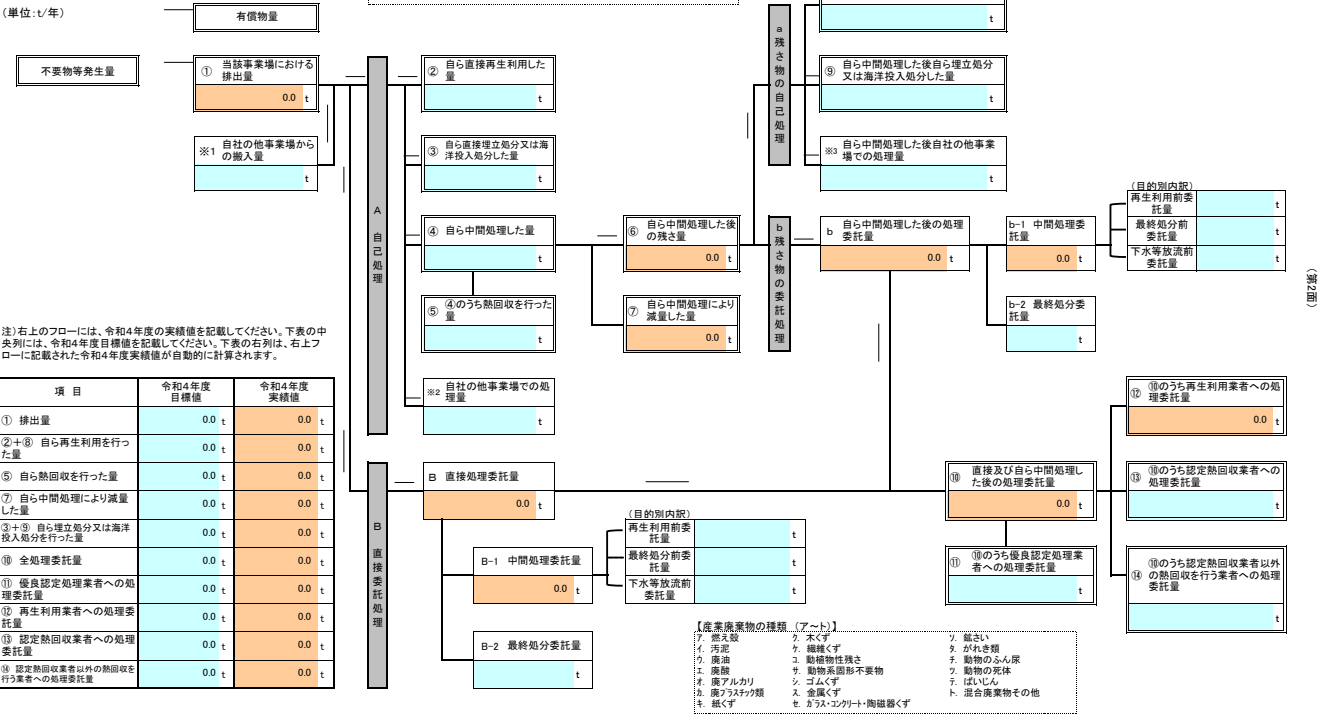 (単位:t/年)
有償物量
t
不要物等発生量
① 当該事業場における
排出量
0.0 t
※1 自社の他事業場から
の搬入量
t
A 自己処理
② 自ら直接再生利用した
量
t
③ 自ら直接埋立処分又は海
洋投入処分した量
t
④ 自ら中間処理した量
t
⑤ ④のうち熱回収を行った
量
t
※2 自社の他事業場での処
理量
t
⑥ 自ら中間処理した後
の残さ量
0.0 t
⑦ 自ら中間処理により
減量した量
0.0 t
a 残さ物の自己処理
⑨ 自ら中間処理した後自ら埋立処分
又は海洋投入処分した量
t
※3 自ら中間処理した後自社の他事業
場での処理量
t
b 残さ物の委託処理
b 自ら中間処理した後の処理
委託量
0.0 t
b-1 中間処理委
託量
0.0 t
(目的別内訳)
再生利用前委
託量
t
最終処分前
委託量
t
下水等放流前
委託量
t
b-2 最終処分委
託量
t
(第2面)
注)右上のフローには、令和4年度の実績値を記載してください。下表の中
央列には、令和4年度目標値を記載してください。下表の右列は、右上フ
ローに記載された令和4年度実績値が自動的に計算されます。
項 目 令和4年度
目標値 令和4年度
実績値
① 排出量 0.0 t 0.0 t
②+⑧ 自ら再生利用を行っ
た量 0.0 t 0.0 t
⑤ 自ら熱回収を行った量 0.0 t 0.0 t
⑦ 自ら中間処理により減量
した量 0.0 t 0.0 t
③+⑨ 自ら埋立処分又は海洋
投入処分を行った量 0.0 t 0.0 t
⑩ 全処理委託量 0.0 t 0.0 t
⑪ 優良認定処理業者への処
理委託量 0.0 t 0.0 t
⑫ 再生利用業者への処理委
託量 0.0 t 0.0 t
⑬ 認定熱回収業者への処理
委託量 0.0 t 0.0 t
⑭ 認定熱回収業者以外の熱回収を
行う業者への処理委託量 0.0 t 0.0 t
B 直接委託処理
B 直接処理委託量
0.0 t
B-1 中間処理委託量
0.0 t
(目的別内訳)
再生利用前委
託量
t
最終処分前委
託量
t
下水等放流前
委託量
t
B-2 最終処分委託量
t
⑩ 直接及び自ら中間処理し
た後の処理委託量
0.0 t
⑪ ⑩のうち優良認定処理業
者への処理委託量
t
⑫ ⑩のうち再生利用業者への処
理委託量
0.0 t
⑬ ⑩のうち認定熱回収業者への
処理委託量
t
⑭ ⑩のうち認定熱回収業者以外
の熱回収を行う業者への処理
委託量
t
【産業廃棄物の種類 (ア~ト)】
ア. 燃え殻 ク. 木くず ソ. 鉱さい
イ. 汚泥 ケ. 繊維くず タ. がれき類
ウ. 廃油 コ. 動植物性残さ チ. 動物のふん尿
エ. 廃酸 サ. 動物系固形不要物 ツ. 動物の死体
オ. 廃アルカリ シ. ゴムくず テ. ばいじん
カ. 廃プラスチック類 ス. 金属くず ト. 混合廃棄物その他
キ. 紙くず セ. ガラス・コンクリート・陶磁器くず